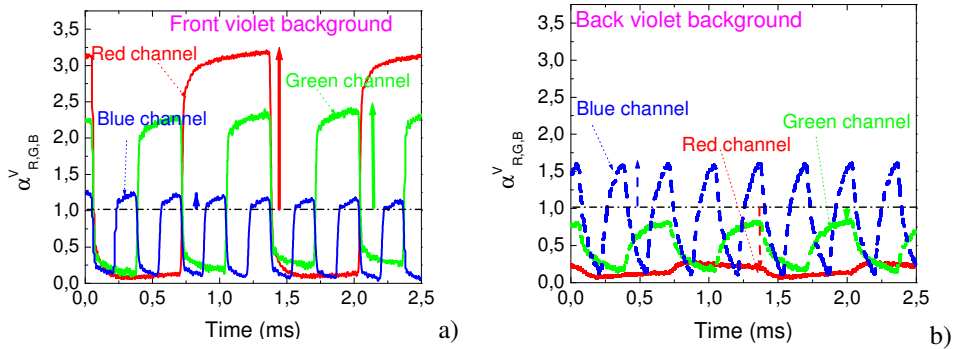 Front violet background
Red channel
Green channel
Blue channel
α^V_R,G,B
3,5
3,0
2,5
2,0
1,5
1,0
0,5
0,0
0,0 0,5 1,0 1,5 2,0 2,5
Time (ms)
a)
Back violet background
Blue channel
Red channel
Green channel
α^V_R,G,B
3,5
3,0
2,5
2,0
1,5
1,0
0,5
0,0
0,0 0,5 1,0 1,5 2,0 2,5
Time (ms)
b)